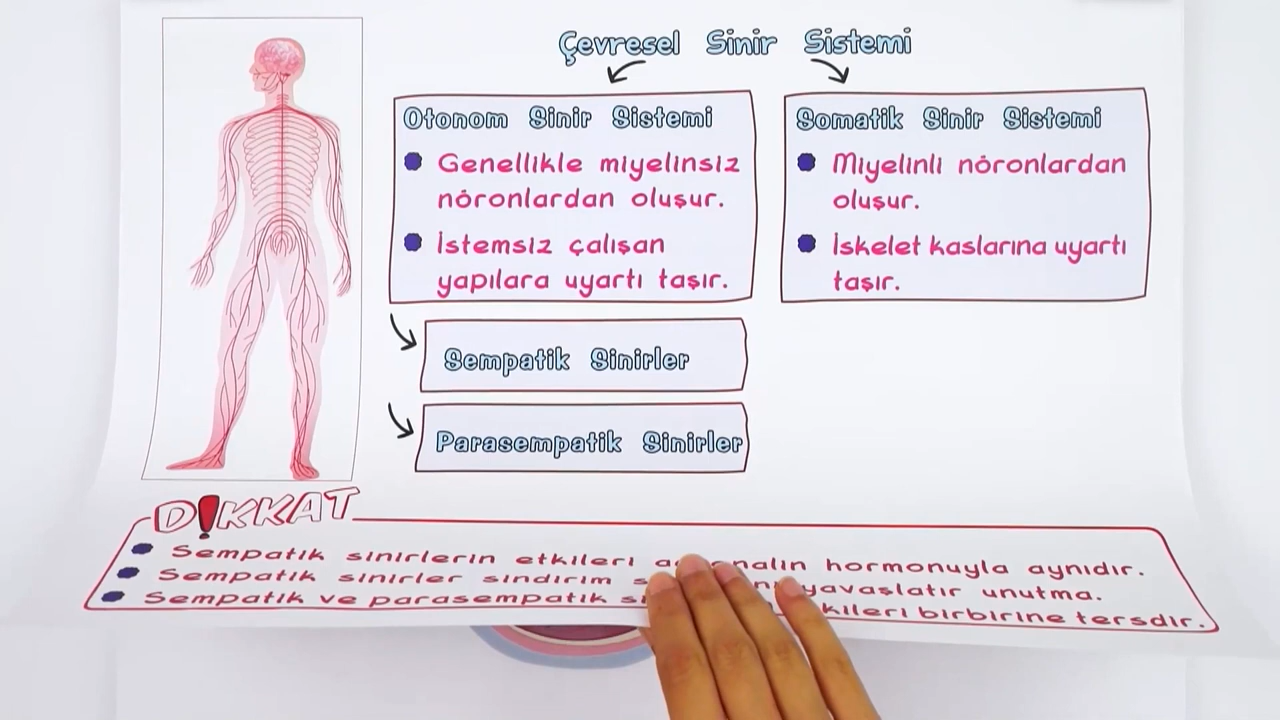 Çevresel Sinir Sistemi
Otonom Sinir Sistemi
Genellikle miyelinsiz
nöronlardan oluşur.
İstemsiz çalışan
yapılara uyartı taşır.
Somatik Sinir Sistemi
Miyelinli nöronlardan
oluşur.
İskelet kaslarına uyartı
taşır.
Sempatik Sinirler
Parasempatik Sinirler
DİKKAT
Sempatik sinirlerin etkileri hormonuyla aynıdır.
Sempatik sinirler sindirim yavaşlatır unutma.
Sempatik ve parasempatik birbirine tersdir.